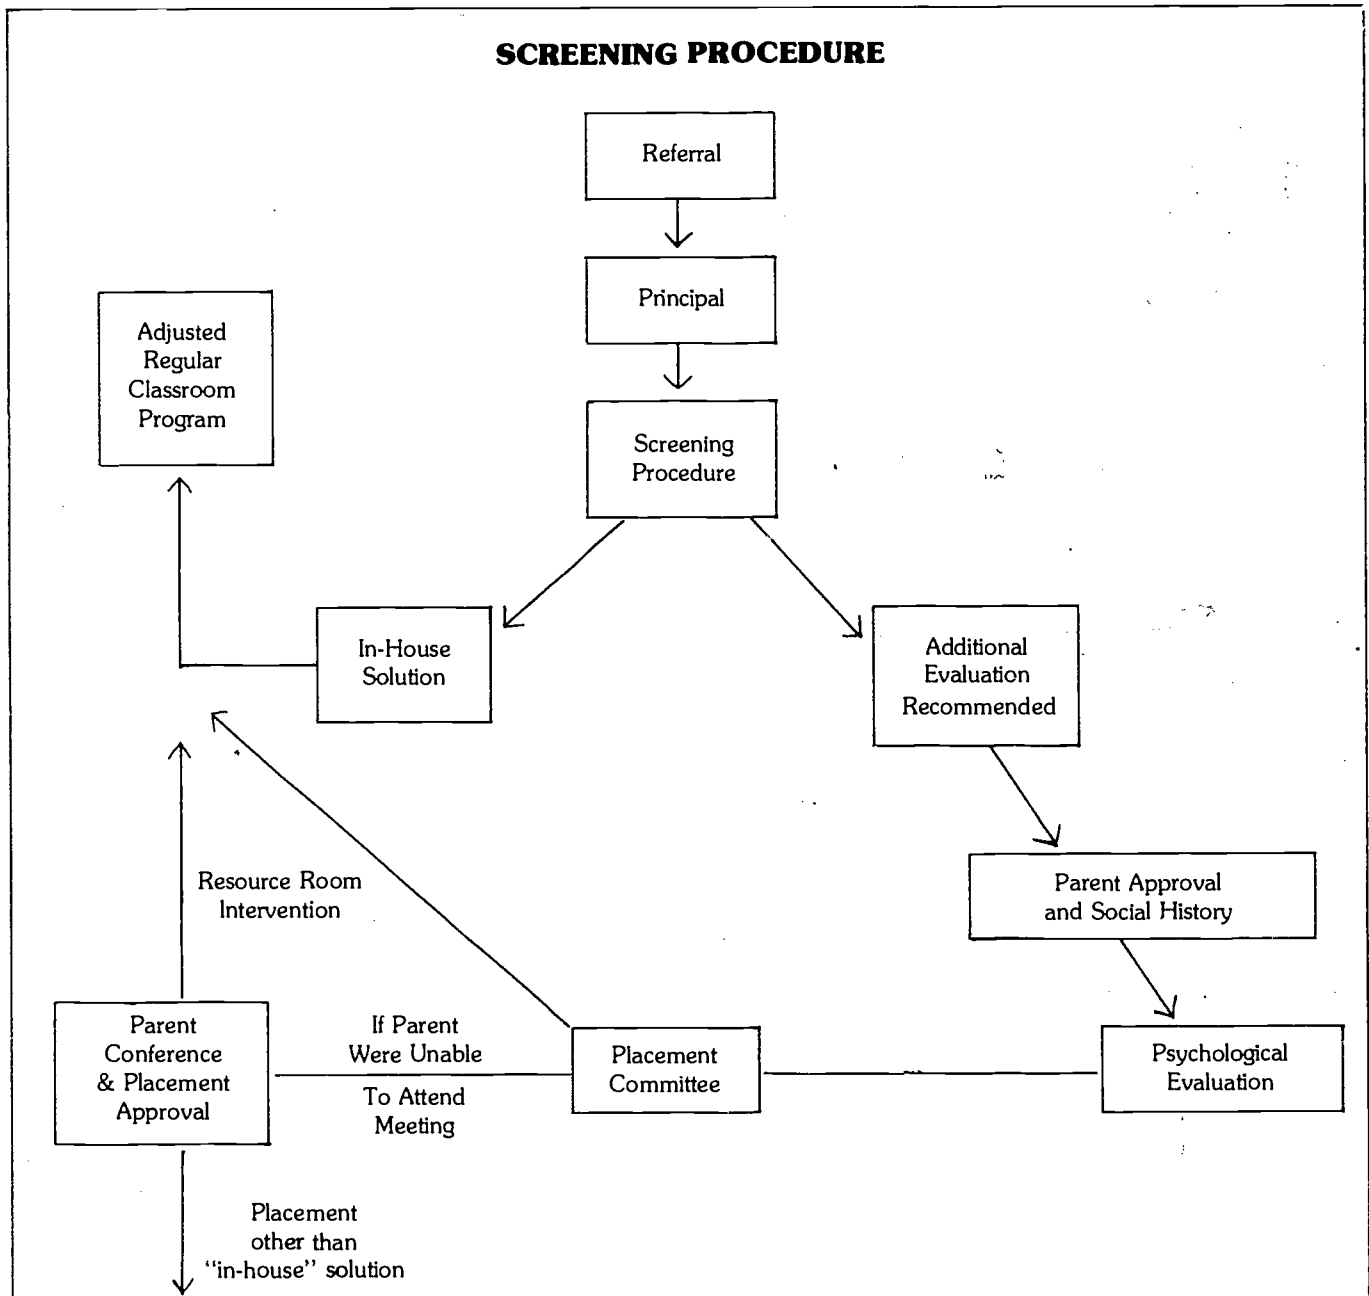 SCREENING PROCEDURE
Referral
Principal
Adjusted
Regular
Classroom
Program
Screening
Procedure
In-House
Solution
Additional
Evaluation
Recommended
Resource Room
Intervention
Parent Approval
and Social History
Parent
Conference
& Placement
Approval
If Parent
Were Unable
To Attend
Meeting
Placement
Committee
Psychological
Evaluation
Placement
other than
"in-house" solution